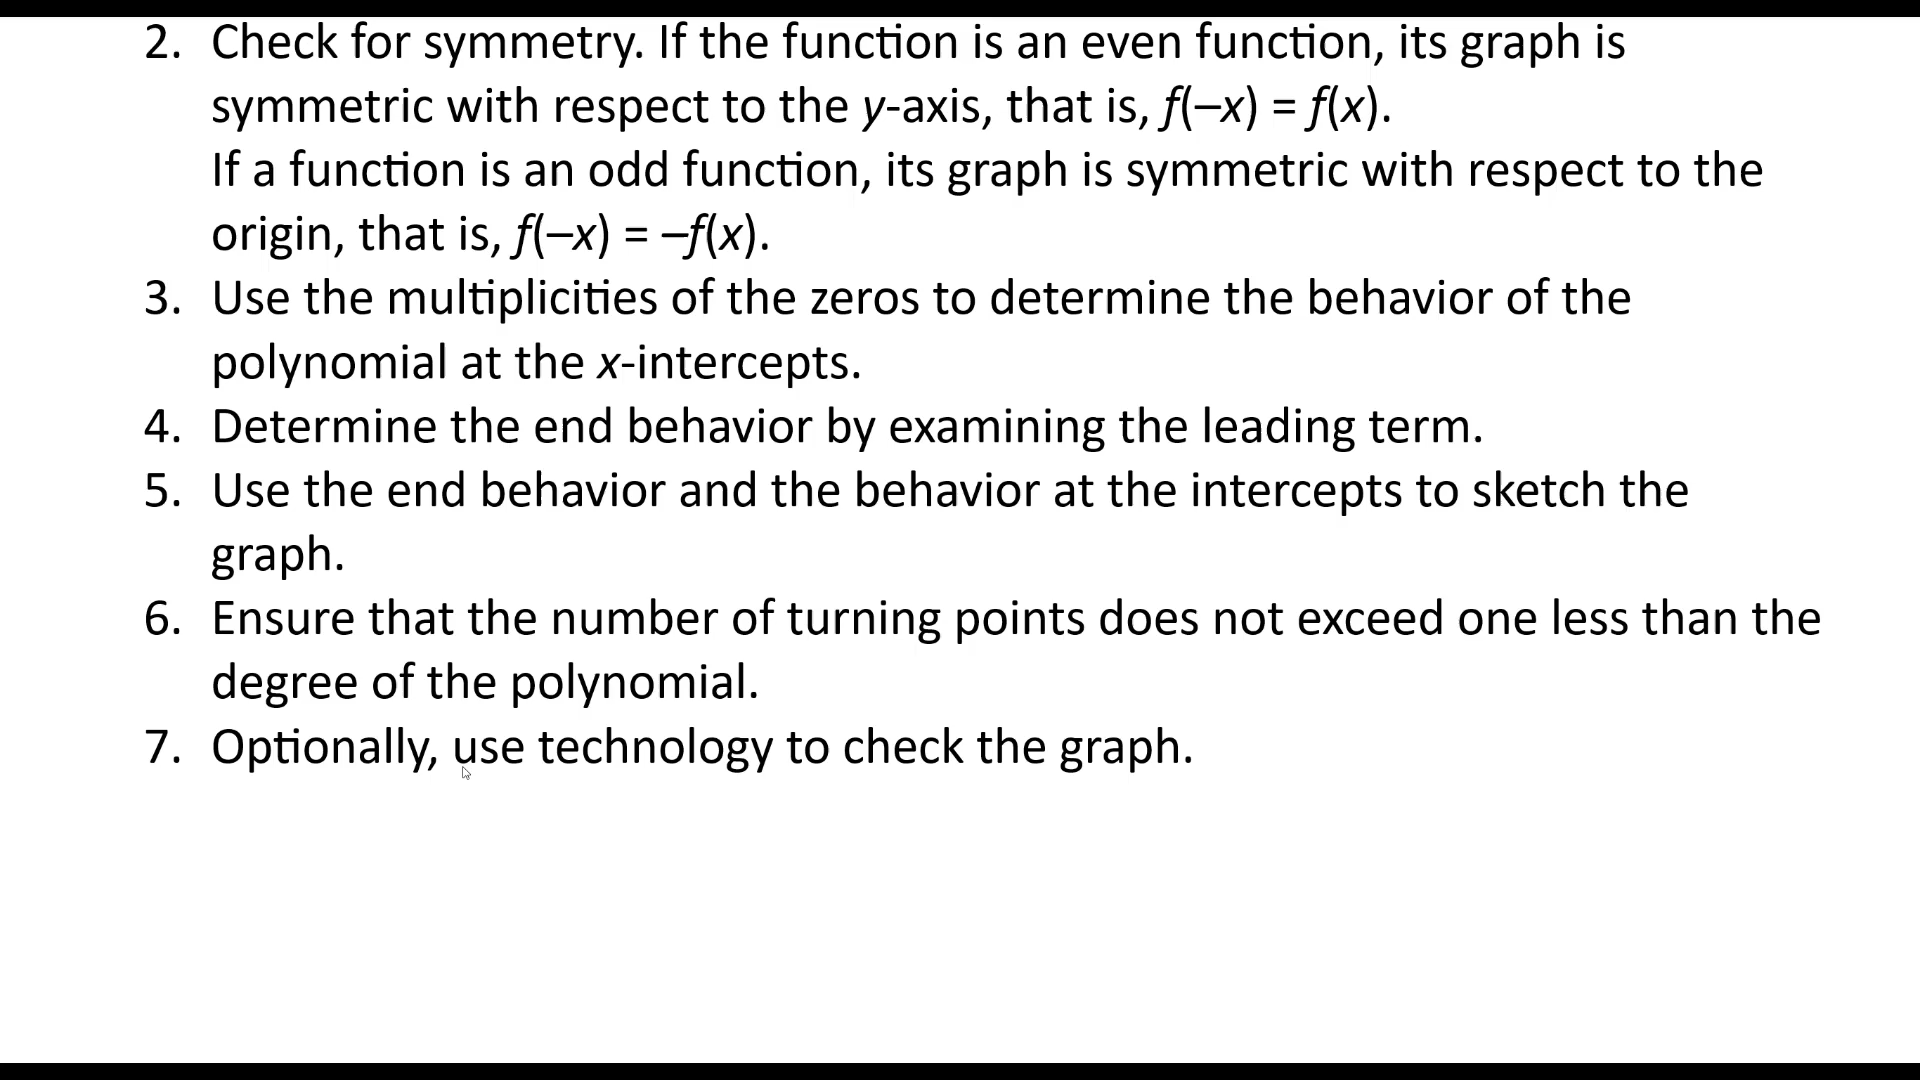 2. Check for symmetry. If the function is an even function, its graph is
symmetric with respect to the y-axis, that is, f(–x) = f(x).
If a function is an odd function, its graph is symmetric with respect to the
origin, that is, f(–x) = –f(x).
3. Use the multiplicities of the zeros to determine the behavior of the
polynomial at the x-intercepts.
4. Determine the end behavior by examining the leading term.
5. Use the end behavior and the behavior at the intercepts to sketch the
graph.
6. Ensure that the number of turning points does not exceed one less than the
degree of the polynomial.
7. Optionally, use technology to check the graph.